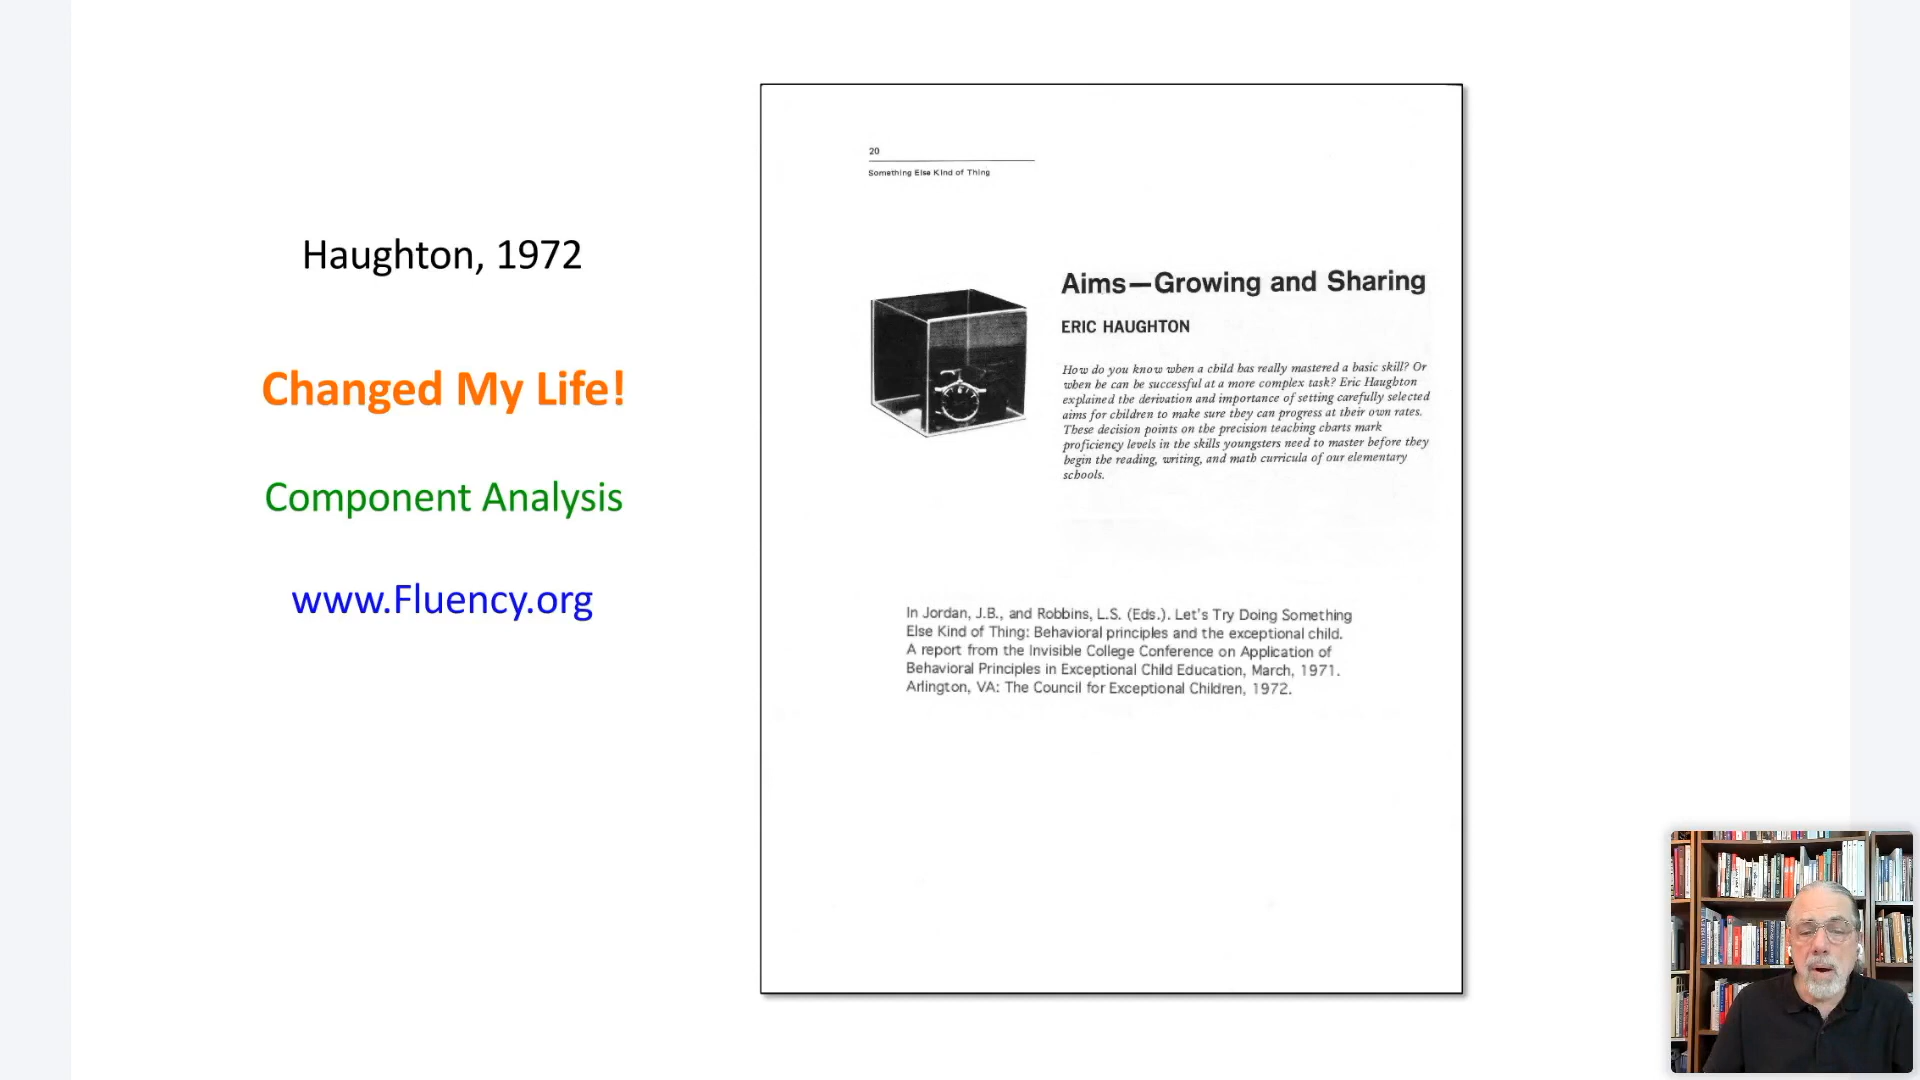 Haughton, 1972
Changed My Life!
Component Analysis
www.Fluency.org
20
Something Else Kind of Thing
Aims—Growing and Sharing
ERIC HAUGHTON
How do you know when a child has really mastered a basic skill? Or
when he can be successful at a more complex task? Eric Haughton
explained the derivation and importance of setting carefully selected
aims for children to make sure they can progress at their own rates.
These decision points on the precision teaching charts mark
proficiency levels in the skills youngsters need to master before they
begin the reading, writing, and math curricula of our elementary
schools.
In Jordan, J.B., and Robbins, L.S. (Eds.). Let's Try Doing Something
Else Kind of Thing: Behavioral principles and the exceptional child.
A report from the Invisible College Conference on Application of
Behavioral Principles in Exceptional Child Education, March, 1971.
Arlington, VA: The Council for Exceptional Children, 1972.